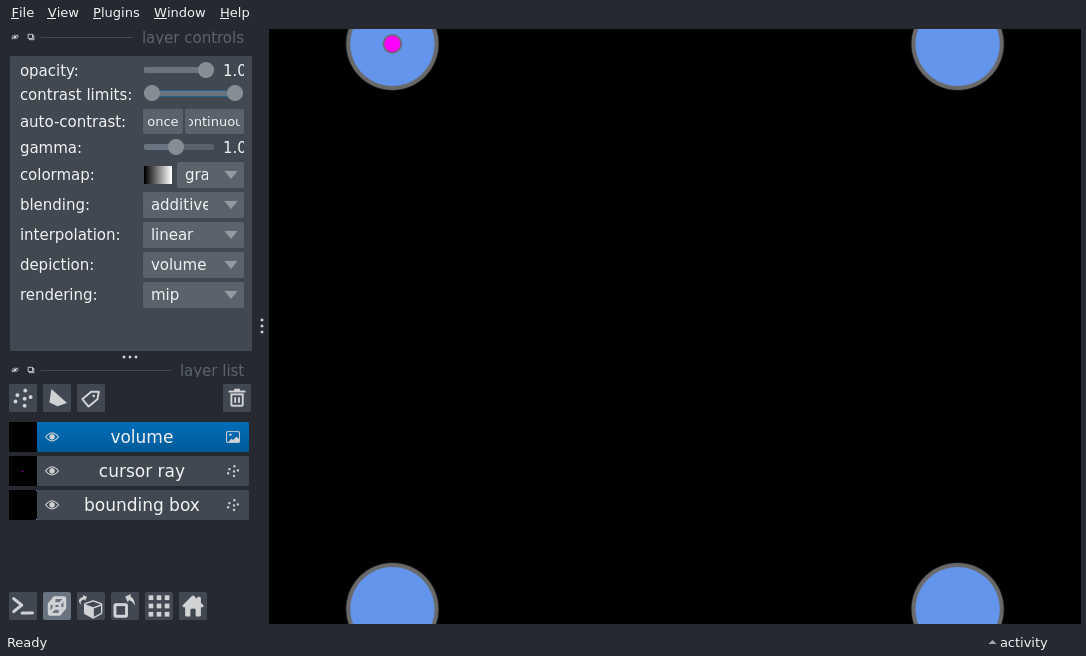 File View Plugins Window Help
layer controls
opacity: 1.0
contrast limits:
auto-contrast: once ontinuou
gamma: 1.0
colormap: gra
blending: additive
interpolation: linear
depiction: volume
rendering: mip
layer list
volume
cursor ray
bounding box
Ready activity